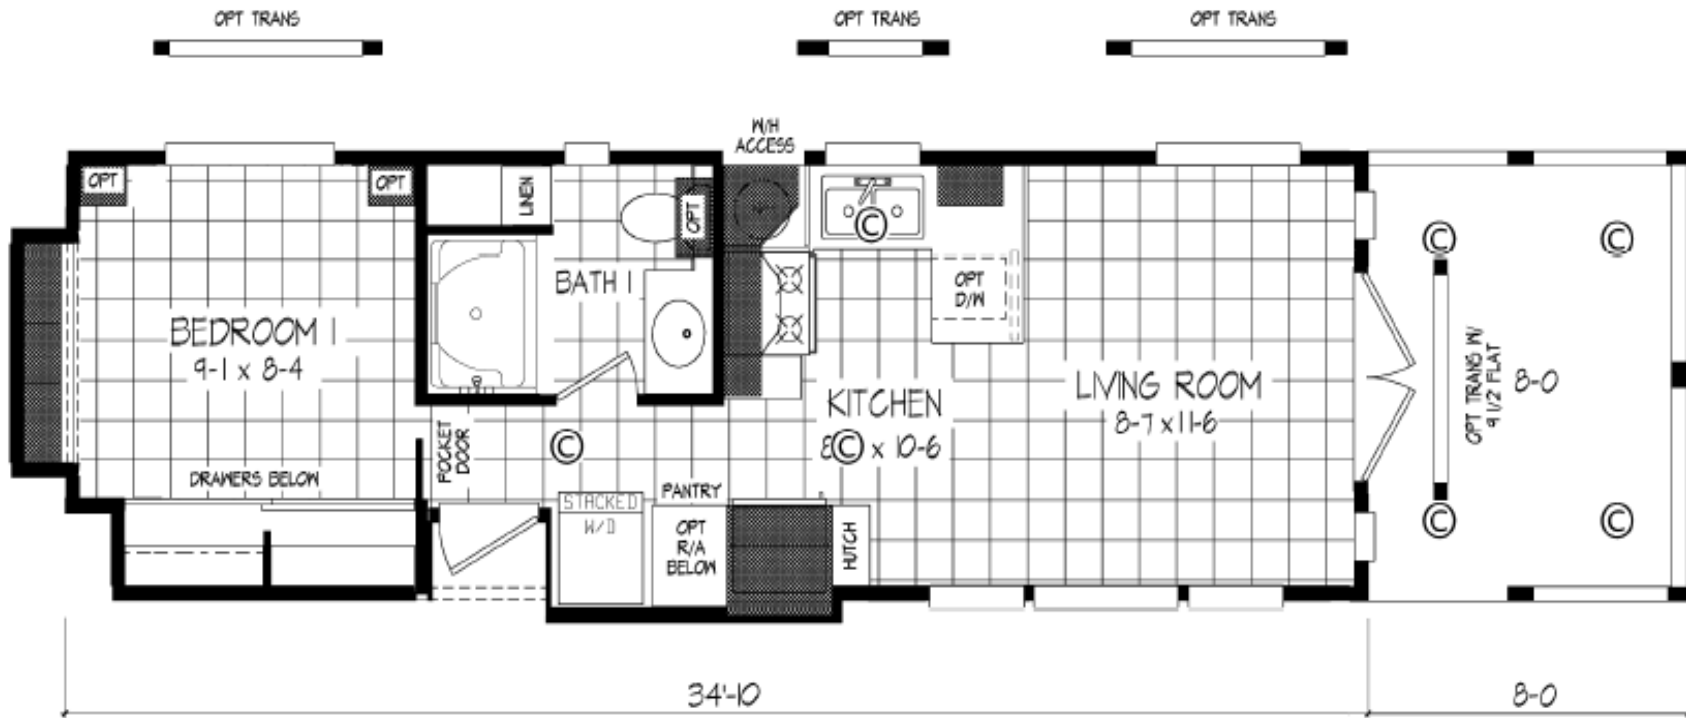 OPT TRANS
OPT TRANS
OPT TRANS
W/H
ACCESS
OPT
OPT
LINEN
OPT
©
©
©
BATH 1
OPT
D/W
BEDROOM 1
9-1 x 8-4
KITCHEN
8© x 10-6
LIVING ROOM
8-7 x 11-6
OPT TRANS W/
9 1/2 FLAT
8-0
POCKET
DOOR
©
DRAWERS BELOW
STACKED
W/D
PANTRY
OPT
R/A
BELOW
HUTCH
©
©
34'-10
8-0